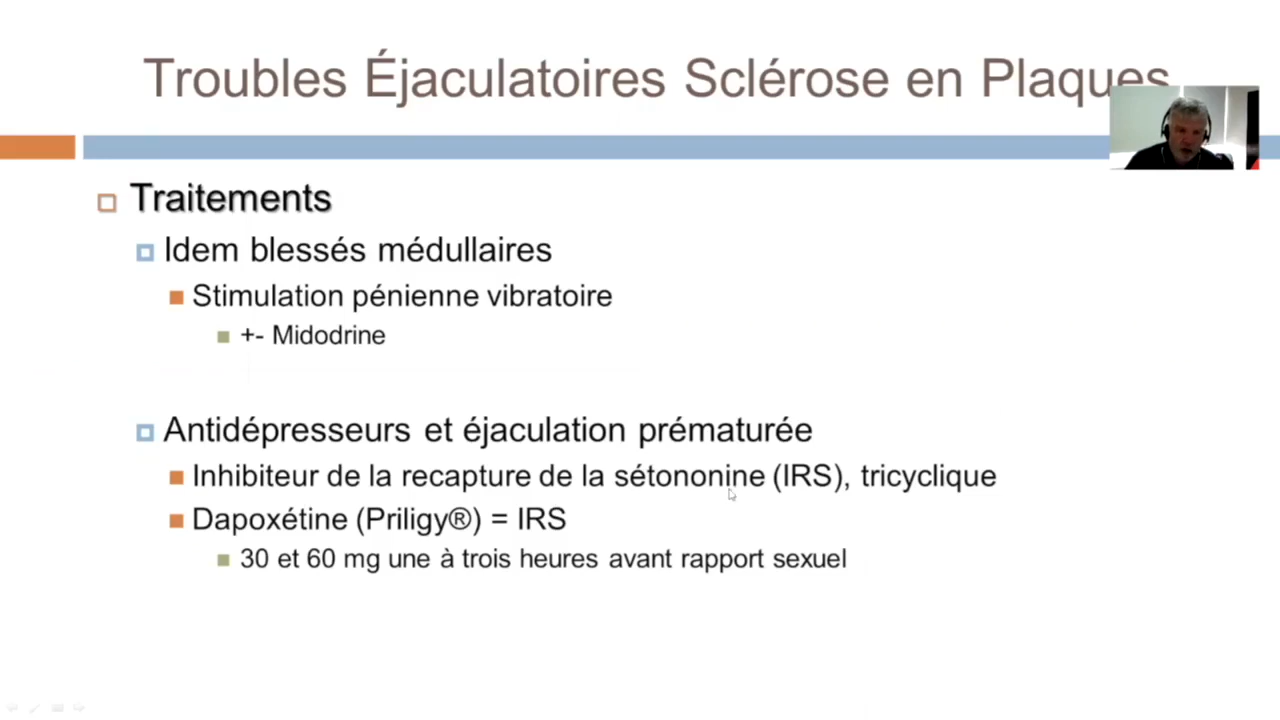 Troubles Éjaculatoires Sclérose en Plaques
Traitements
Idem blessés médullaires
Stimulation pénienne vibratoire
+- Midodrine
Antidépresseurs et éjaculation prématurée
Inhibiteur de la recapture de la sétononine (IRS), tricyclique
Dapoxétine (Priligy®) = IRS
30 et 60 mg une à trois heures avant rapport sexuel